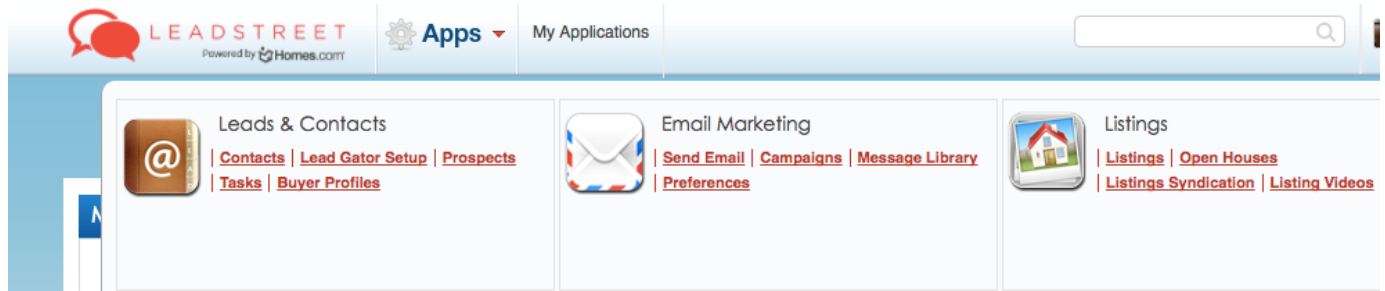 LEADSTREET
Powered by Homes.com
Apps
My Applications
Leads & Contacts
Contacts | Lead Gator Setup | Prospects
Tasks | Buyer Profiles
Email Marketing
Send Email | Campaigns | Message Library
Preferences
Listings
Listings | Open Houses
Listings Syndication | Listing Videos